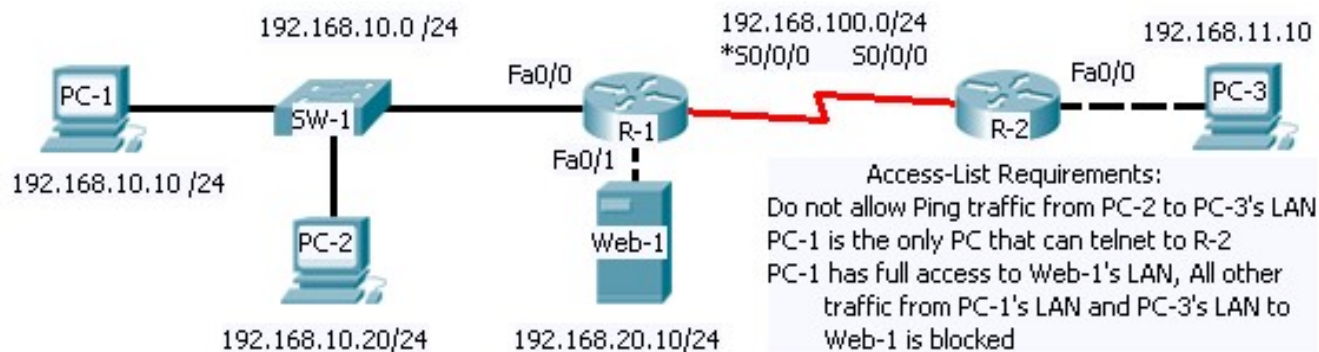 192.168.10.0 /24
192.168.100.0/24
*S0/0/0 S0/0/0
192.168.11.10
Fa0/0
Fa0/0
PC-1
SW-1
R-1
R-2
PC-3
Fa0/1
192.168.10.10 /24
PC-2
Web-1
192.168.10.20/24
192.168.20.10/24
Access-List Requirements:
Do not allow Ping traffic from PC-2 to PC-3's LAN
PC-1 is the only PC that can telnet to R-2
PC-1 has full access to Web-1's LAN, All other
traffic from PC-1's LAN and PC-3's LAN to
Web-1 is blocked